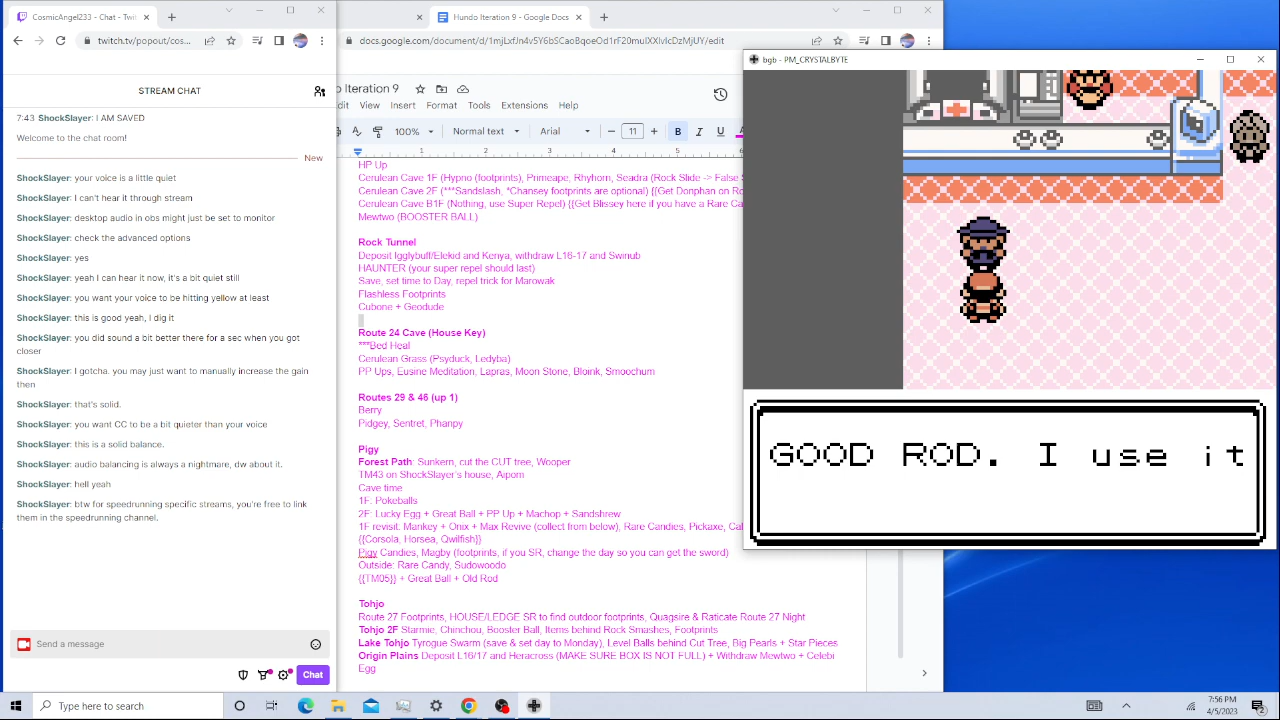 CosmicAngel233 - Chat - Twit
Hundo Iteration 9 - Google Docs
twitch.tv/popout/cos...
docs.google.com/document/d/
/edit
bgb - PM_CRYSTALBYTE
STREAM CHAT
do Iteration 9
dit View Insert Format Tools Extensions Help
100% Normal text Arial 11 B I U A
1 2 3 4 5 6
7:43 ShockSlayer: I AM SAVED
Welcome to the chat room!
New
ShockSlayer: your voice is a little quiet
ShockSlayer: I can't hear it through stream
ShockSlayer: desktop audio in obs might just be set to monitor
ShockSlayer: check the advanced options
ShockSlayer: yes
ShockSlayer: yeah I can hear it now, it's a bit quiet still
ShockSlayer: you want your voice to be hitting yellow at least
ShockSlayer: this is good yeah, I dig it
ShockSlayer: you did sound a bit better there for a sec when you got
closer
ShockSlayer: I gotcha. you may just want to manually increase the gain
then
ShockSlayer: that's solid.
ShockSlayer: you want CC to be a bit quieter than your voice
ShockSlayer: this is a solid balance.
ShockSlayer: audio balancing is always a nightmare, dw about it.
ShockSlayer: hell yeah
ShockSlayer: btw for speedrunning specific streams, you're free to link
them in the speedrunning channel.
Send a message
Chat
HP Up
Cerulean Cave 1F (Hypno (footprints), Primeape, Rhyhorn, Seadra (Rock Slide -> False S
Cerulean Cave 2F (***Sandslash, *Chansey footprints are optional) {{Get Donphan on Ro
Cerulean Cave B1F (Nothing, use Super Repel) {{Get Blissey here if you have a Rare Ca
Mewtwo (BOOSTER BALL)
Rock Tunnel
Deposit Igglybuff/Elekid and Kenya, withdraw L16-17 and Swinub
HAUNTER (your super repel should last)
Save, set time to Day, repel trick for Marowak
Flashless Footprints
Cubone + Geodude
Route 24 Cave (House Key)
***Bed Heal
Cerulean Grass (Psyduck, Ledyba)
PP Ups, Eusine Meditation, Lapras, Moon Stone, Bloink, Smoochum
Routes 29 & 46 (up 1)
Berry
Pidgey, Sentret, Phanpy
Pigy
Forest Path: Sunkern, cut the CUT tree, Wooper
TM43 on ShockSlayer's house, Aipom
Cave time
1F: Pokeballs
2F: Lucky Egg + Great Ball + PP Up + Machop + Sandshrew
1F revisit: Mankey + Onix + Max Revive (collect from below), Rare Candies, Pickaxe, Cal
{{Corsola, Horsea, Qwilfish}}
Pigy Candies, Magby (footprints, if you SR, change the day so you can get the sword)
Outside: Rare Candy, Sudowoodo
{{TM05}} + Great Ball + Old Rod
Tohjo
Route 27 Footprints, HOUSE/LEDGE SR to find outdoor footprints, Quagsire & Raticate Route 27 Night
Tohjo 2F Starmie, Chinchou, Booster Ball, Items behind Rock Smashes, Footprints
Lake Tohjo Tyrogue Swarm (save & set day to Monday), Level Balls behind Cut Tree, Big Pearls + Star Pieces
Origin Plains Deposit L16/17 and Heracross (MAKE SURE BOX IS NOT FULL) + Withdraw Mewtwo + Celebi
Egg
GOOD ROD. I use it
Type here to search
7:56 PM
4/5/2023
2